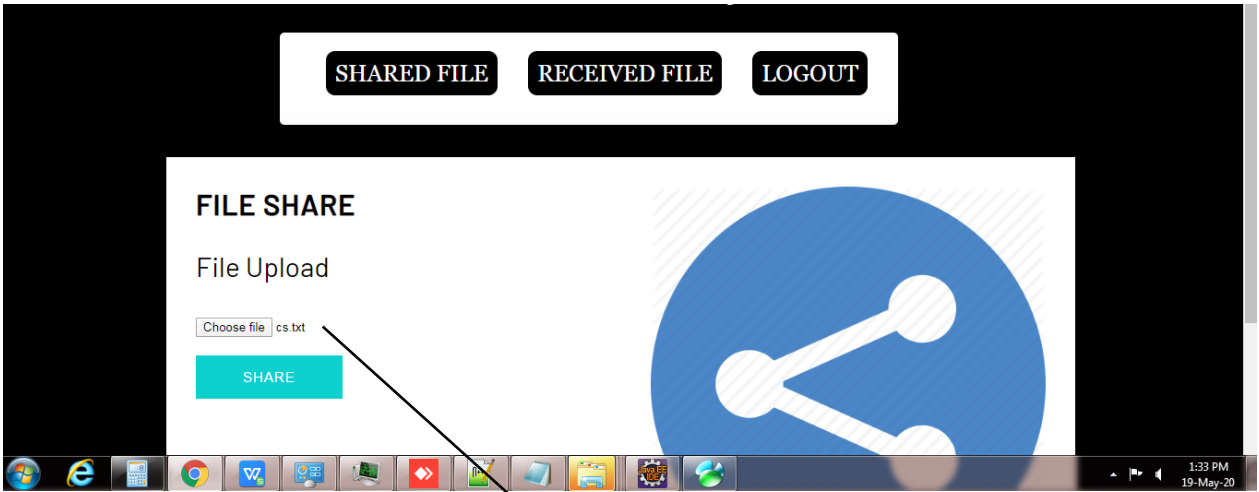 SHARED FILE RECEIVED FILE LOGOUT
FILE SHARE
File Upload
Choose file cs.txt
SHARE
1:33 PM
19-May-20